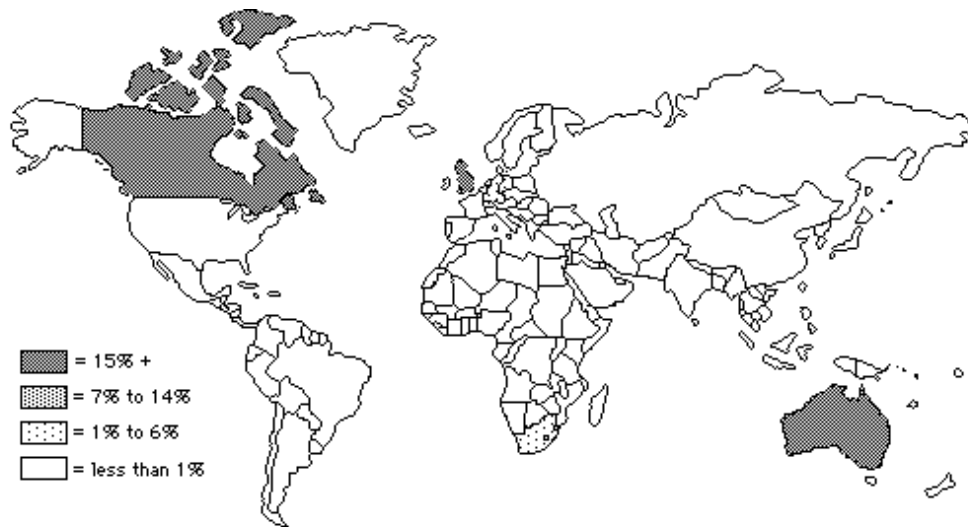 = 15% +
= 7% to 14%
= 1% to 6%
= less than 1%